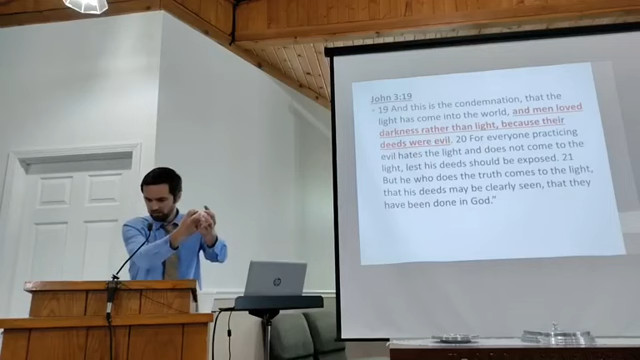 John 3:19
- 19 And this is the condemnation, that the
light has come into the world, and men loved
darkness rather than light, because their
deeds were evil. 20 For everyone practicing
evil hates the light and does not come to the
light, lest his deeds should be exposed. 21
But he who does the truth comes to the light,
that his deeds may be clearly seen, that they
have been done in God."
hp